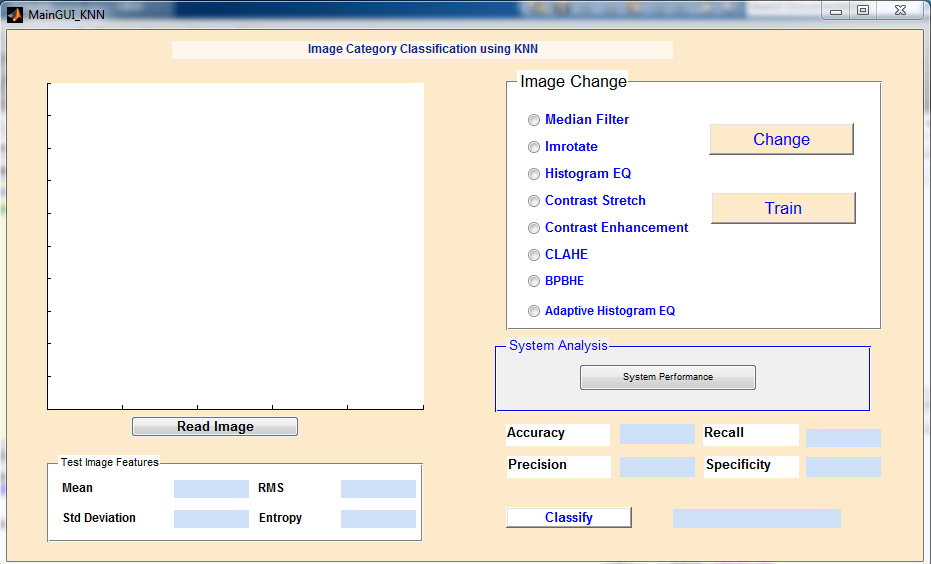 MainGUI_KNN
Image Category Classification using KNN
Image Change
Median Filter
Imrotate
Histogram EQ
Contrast Stretch
Contrast Enhancement
CLAHE
BPBHE
Adaptive Histogram EQ
Change
Train
System Analysis
System Performance
Read Image
Accuracy
Recall
Precision
Specificity
Test Image Features
Mean
RMS
Std Deviation
Entropy
Classify